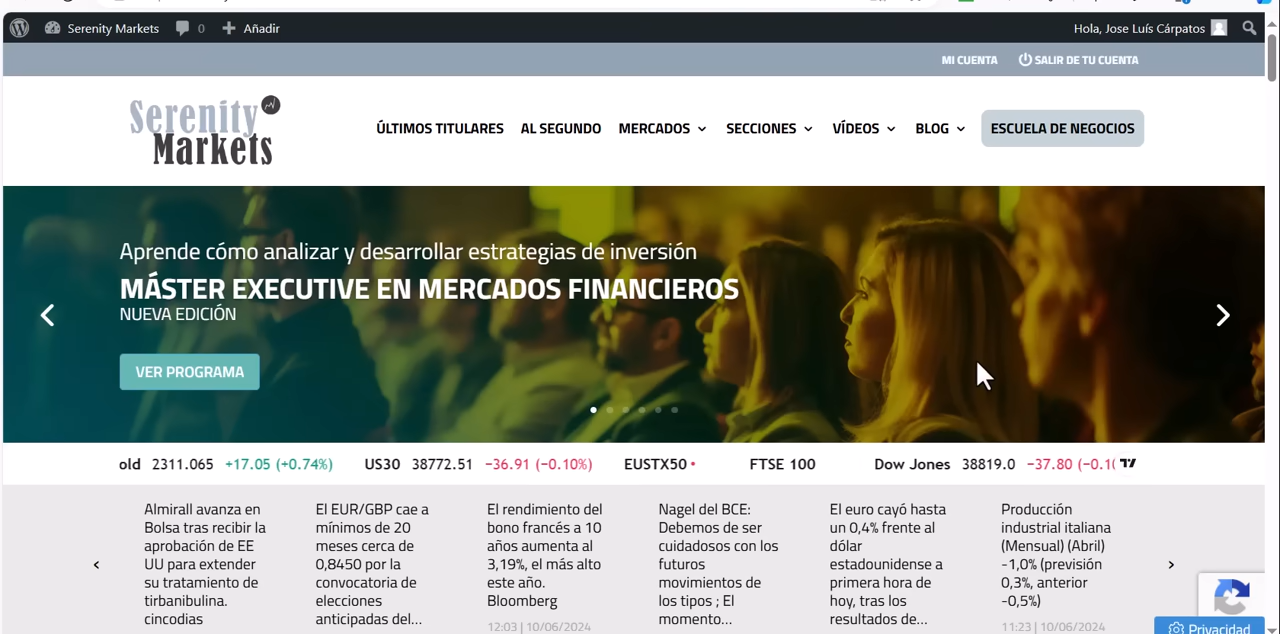 Serenity Markets
0
Añadir
Hola, Jose Luís Cárpatos
MI CUENTA
SALIR DE TU CUENTA
Serenity
Markets
ÚLTIMOS TITULARES
AL SEGUNDO
MERCADOS
SECCIONES
VÍDEOS
BLOG
ESCUELA DE NEGOCIOS
Aprende cómo analizar y desarrollar estrategias de inversión
MÁSTER EXECUTIVE EN MERCADOS FINANCIEROS
NUEVA EDICIÓN
VER PROGRAMA
old 2311.065 +17.05 (+0.74%)
US30 38772.51 −36.91 (−0.10%)
EUSTX50
FTSE 100
Dow Jones 38819.0 −37.80 (−0.1(
Almirall avanza en
Bolsa tras recibir la
aprobación de EE
UU para extender
su tratamiento de
tirbanibulina.
cincodias
El EUR/GBP cae a
mínimos de 20
meses cerca de
0,8450 por la
convocatoria de
elecciones
anticipadas del...
El rendimiento del
bono francés a 10
años aumenta al
3,19%, el más alto
este año.
Bloomberg
12:03 | 10/06/2024
Nagel del BCE:
Debemos de ser
cuidadosos con los
futuros
movimientos de
los tipos ; El
momento...
El euro cayó hasta
un 0,4% frente al
dólar
estadounidense a
primera hora de
hoy, tras los
resultados de...
Producción
industrial italiana
(Mensual) (Abril)
-1,0% (previsión
0,3%, anterior
-0,5%)
11:23 | 10/06/2024
Privacidad